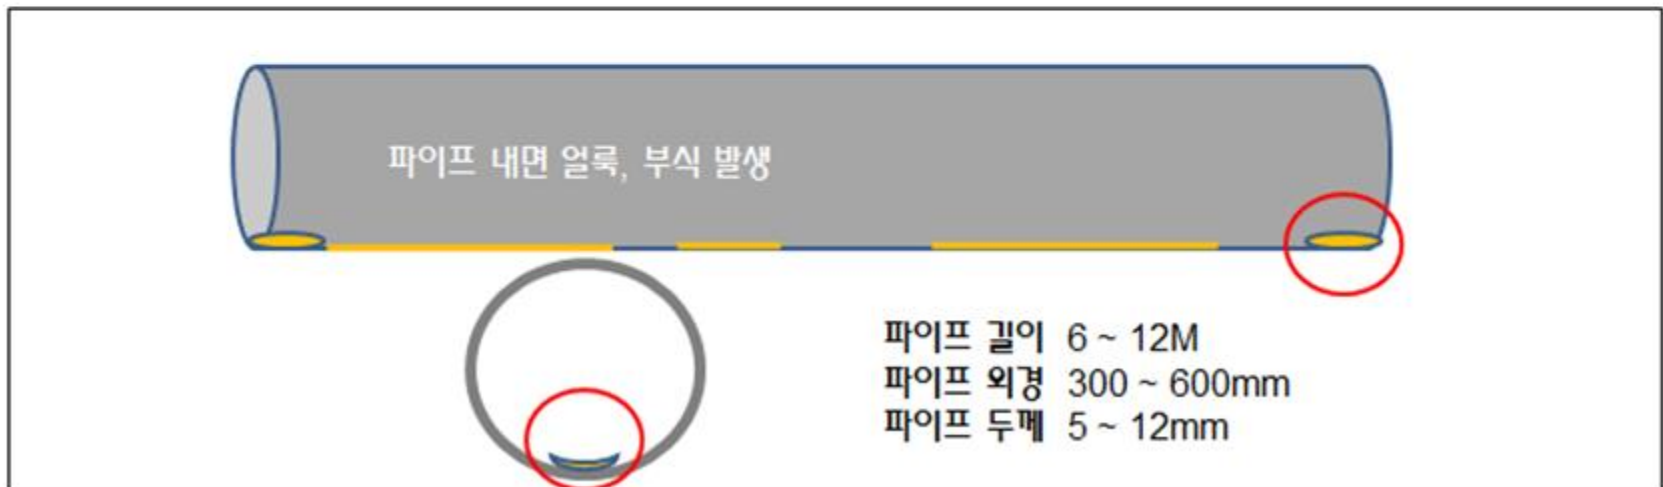 파이프 내면 얼룩, 부식 발생
파이프 길이 6 ~ 12M
파이프 외경 300 ~ 600mm
파이프 두께 5 ~ 12mm